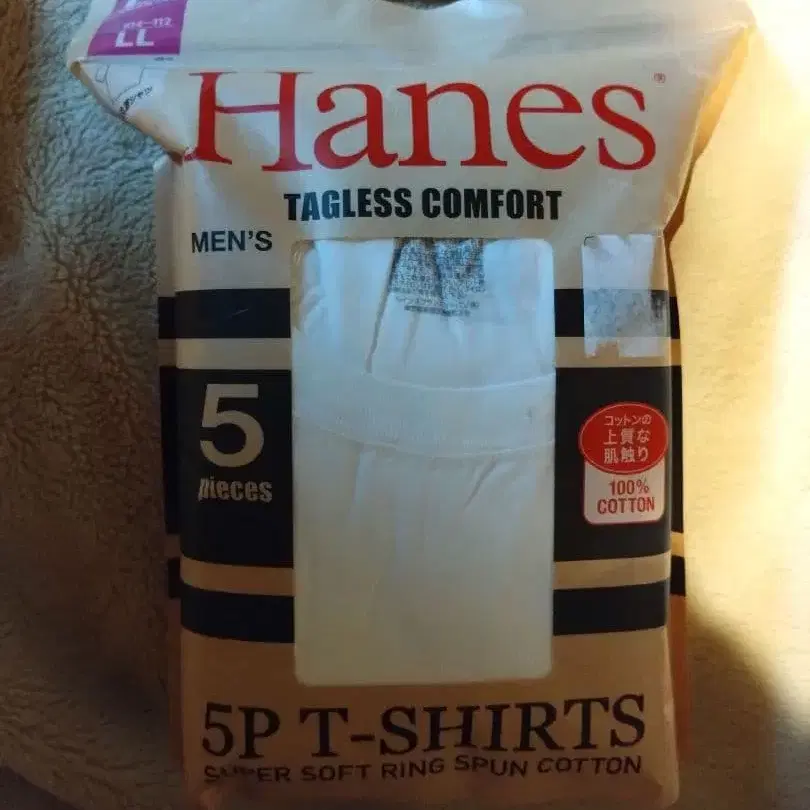 LL
Hanes®
TAGLESS COMFORT
MEN'S
5
pieces
コットンの
上質な
肌触り
100%
COTTON
5P T-SHIRTS
SUPER SOFT RING SPUN COTTON